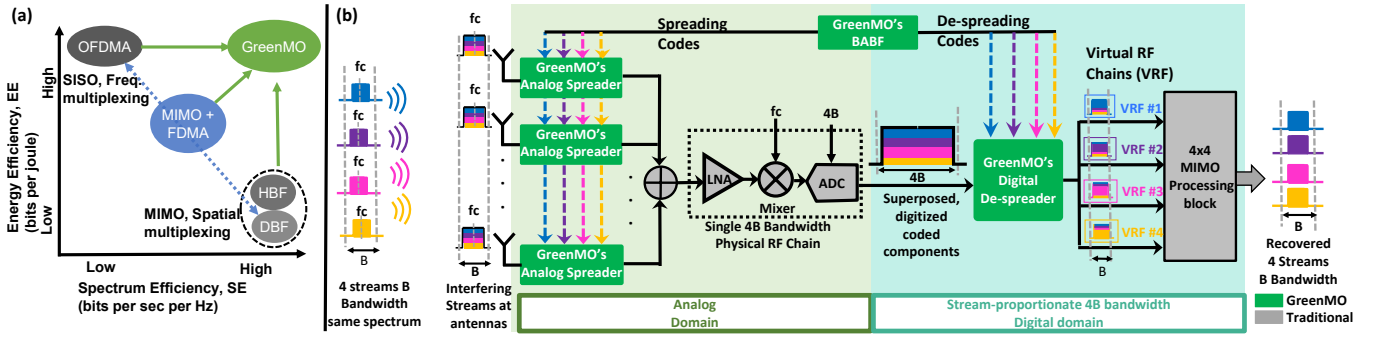 (a)
Energy Efficiency, EE
(bits per joule)
High
Low
OFDMA
GreenMO
SISO, Freq.
multiplexing
MIMO +
FDMA
HBF
DBF
MIMO, Spatial
multiplexing
Low
High
Spectrum Efficiency, SE
(bits per sec per Hz)
(b)
fc
fc
fc
fc
B
4 streams B
Bandwidth
same spectrum
fc
fc
fc
B
Interfering
Streams at
antennas
Spreading
Codes
GreenMO's
BABF
De-spreading
Codes
GreenMO's
Analog Spreader
GreenMO's
Analog Spreader
GreenMO's
Analog Spreader
LNA
fc
Mixer
4B
ADC
Single 4B Bandwidth
Physical RF Chain
4B
Superposed,
digitized
coded
components
GreenMO's
Digital
De-spreader
Virtual RF
Chains (VRF)
VRF #1
VRF #2
VRF #3
VRF #4
B
4x4
MIMO
Processing
block
B
Recovered
4 Streams
B Bandwidth
Analog
Domain
Stream-proportionate 4B bandwidth
Digital domain
GreenMO
Traditional